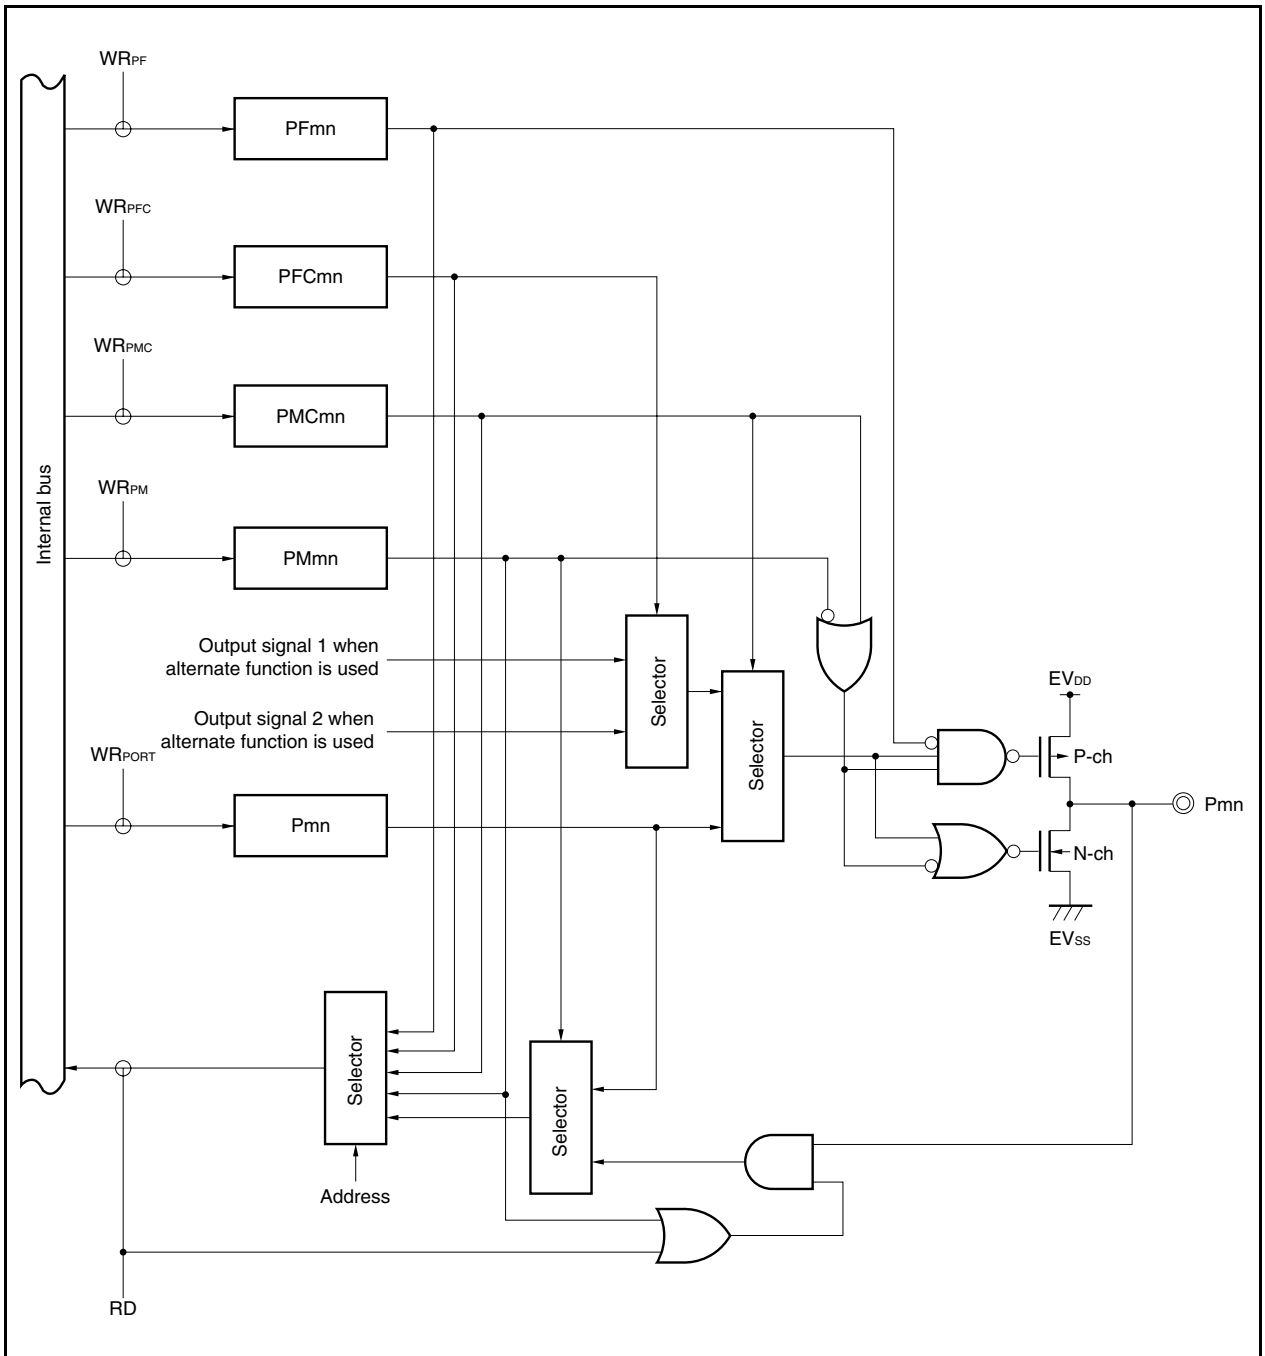 WRPF
PFmn
WRPFC
PFCmn
WRPMC
PMCmn
Internal bus
WRPM
PMmn
Output signal 1 when
alternate function is used
Selector
Output signal 2 when
alternate function is used
Selector
EVDD
P-ch
WRPORT
Pmn
Pmn
N-ch
EVSS
Selector
Selector
Address
RD